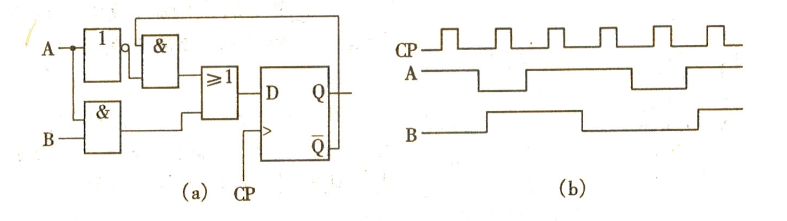 A 1 & ≥1 D Q
B & > Q̅
(a) CP
CP
A
B
(b)